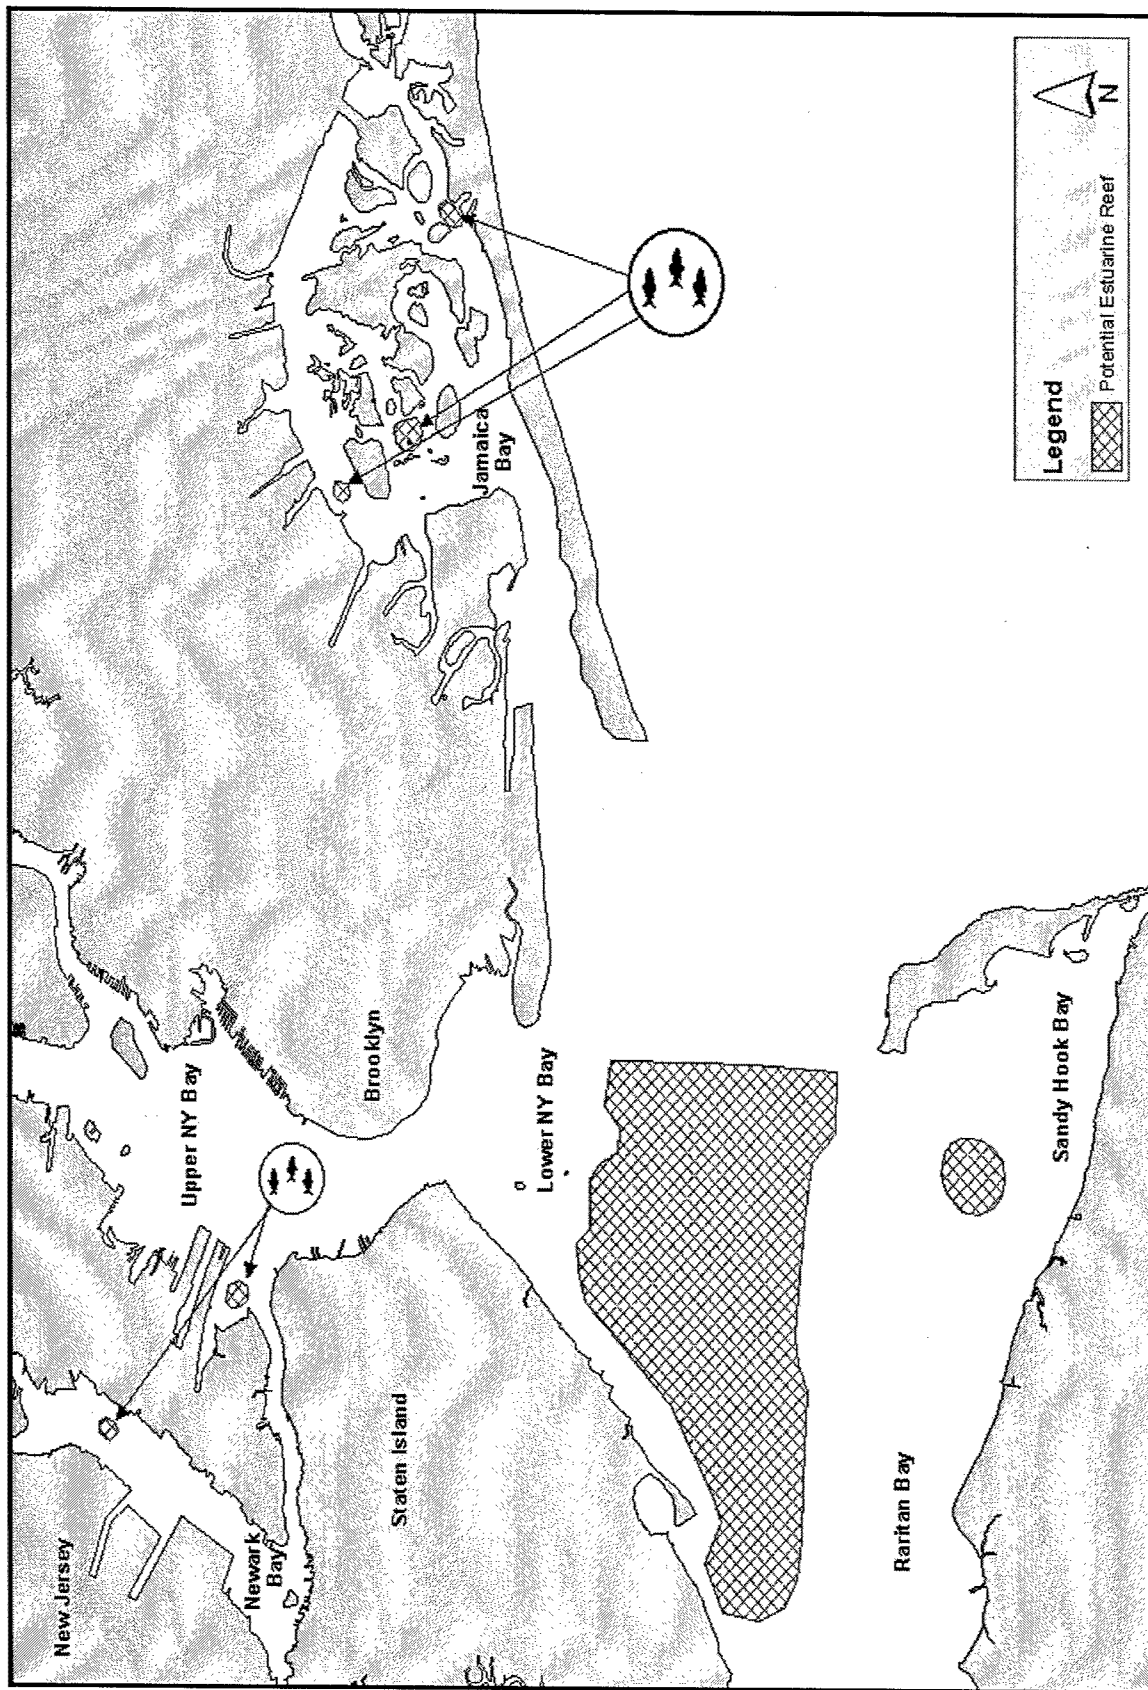 New Jersey
Newark
Bay
Upper NY Bay
Staten Island
Brooklyn
Jamaica
Bay
Lower NY Bay
Raritan Bay
Sandy Hook Bay
Legend
Potential Estuarine Reef
N